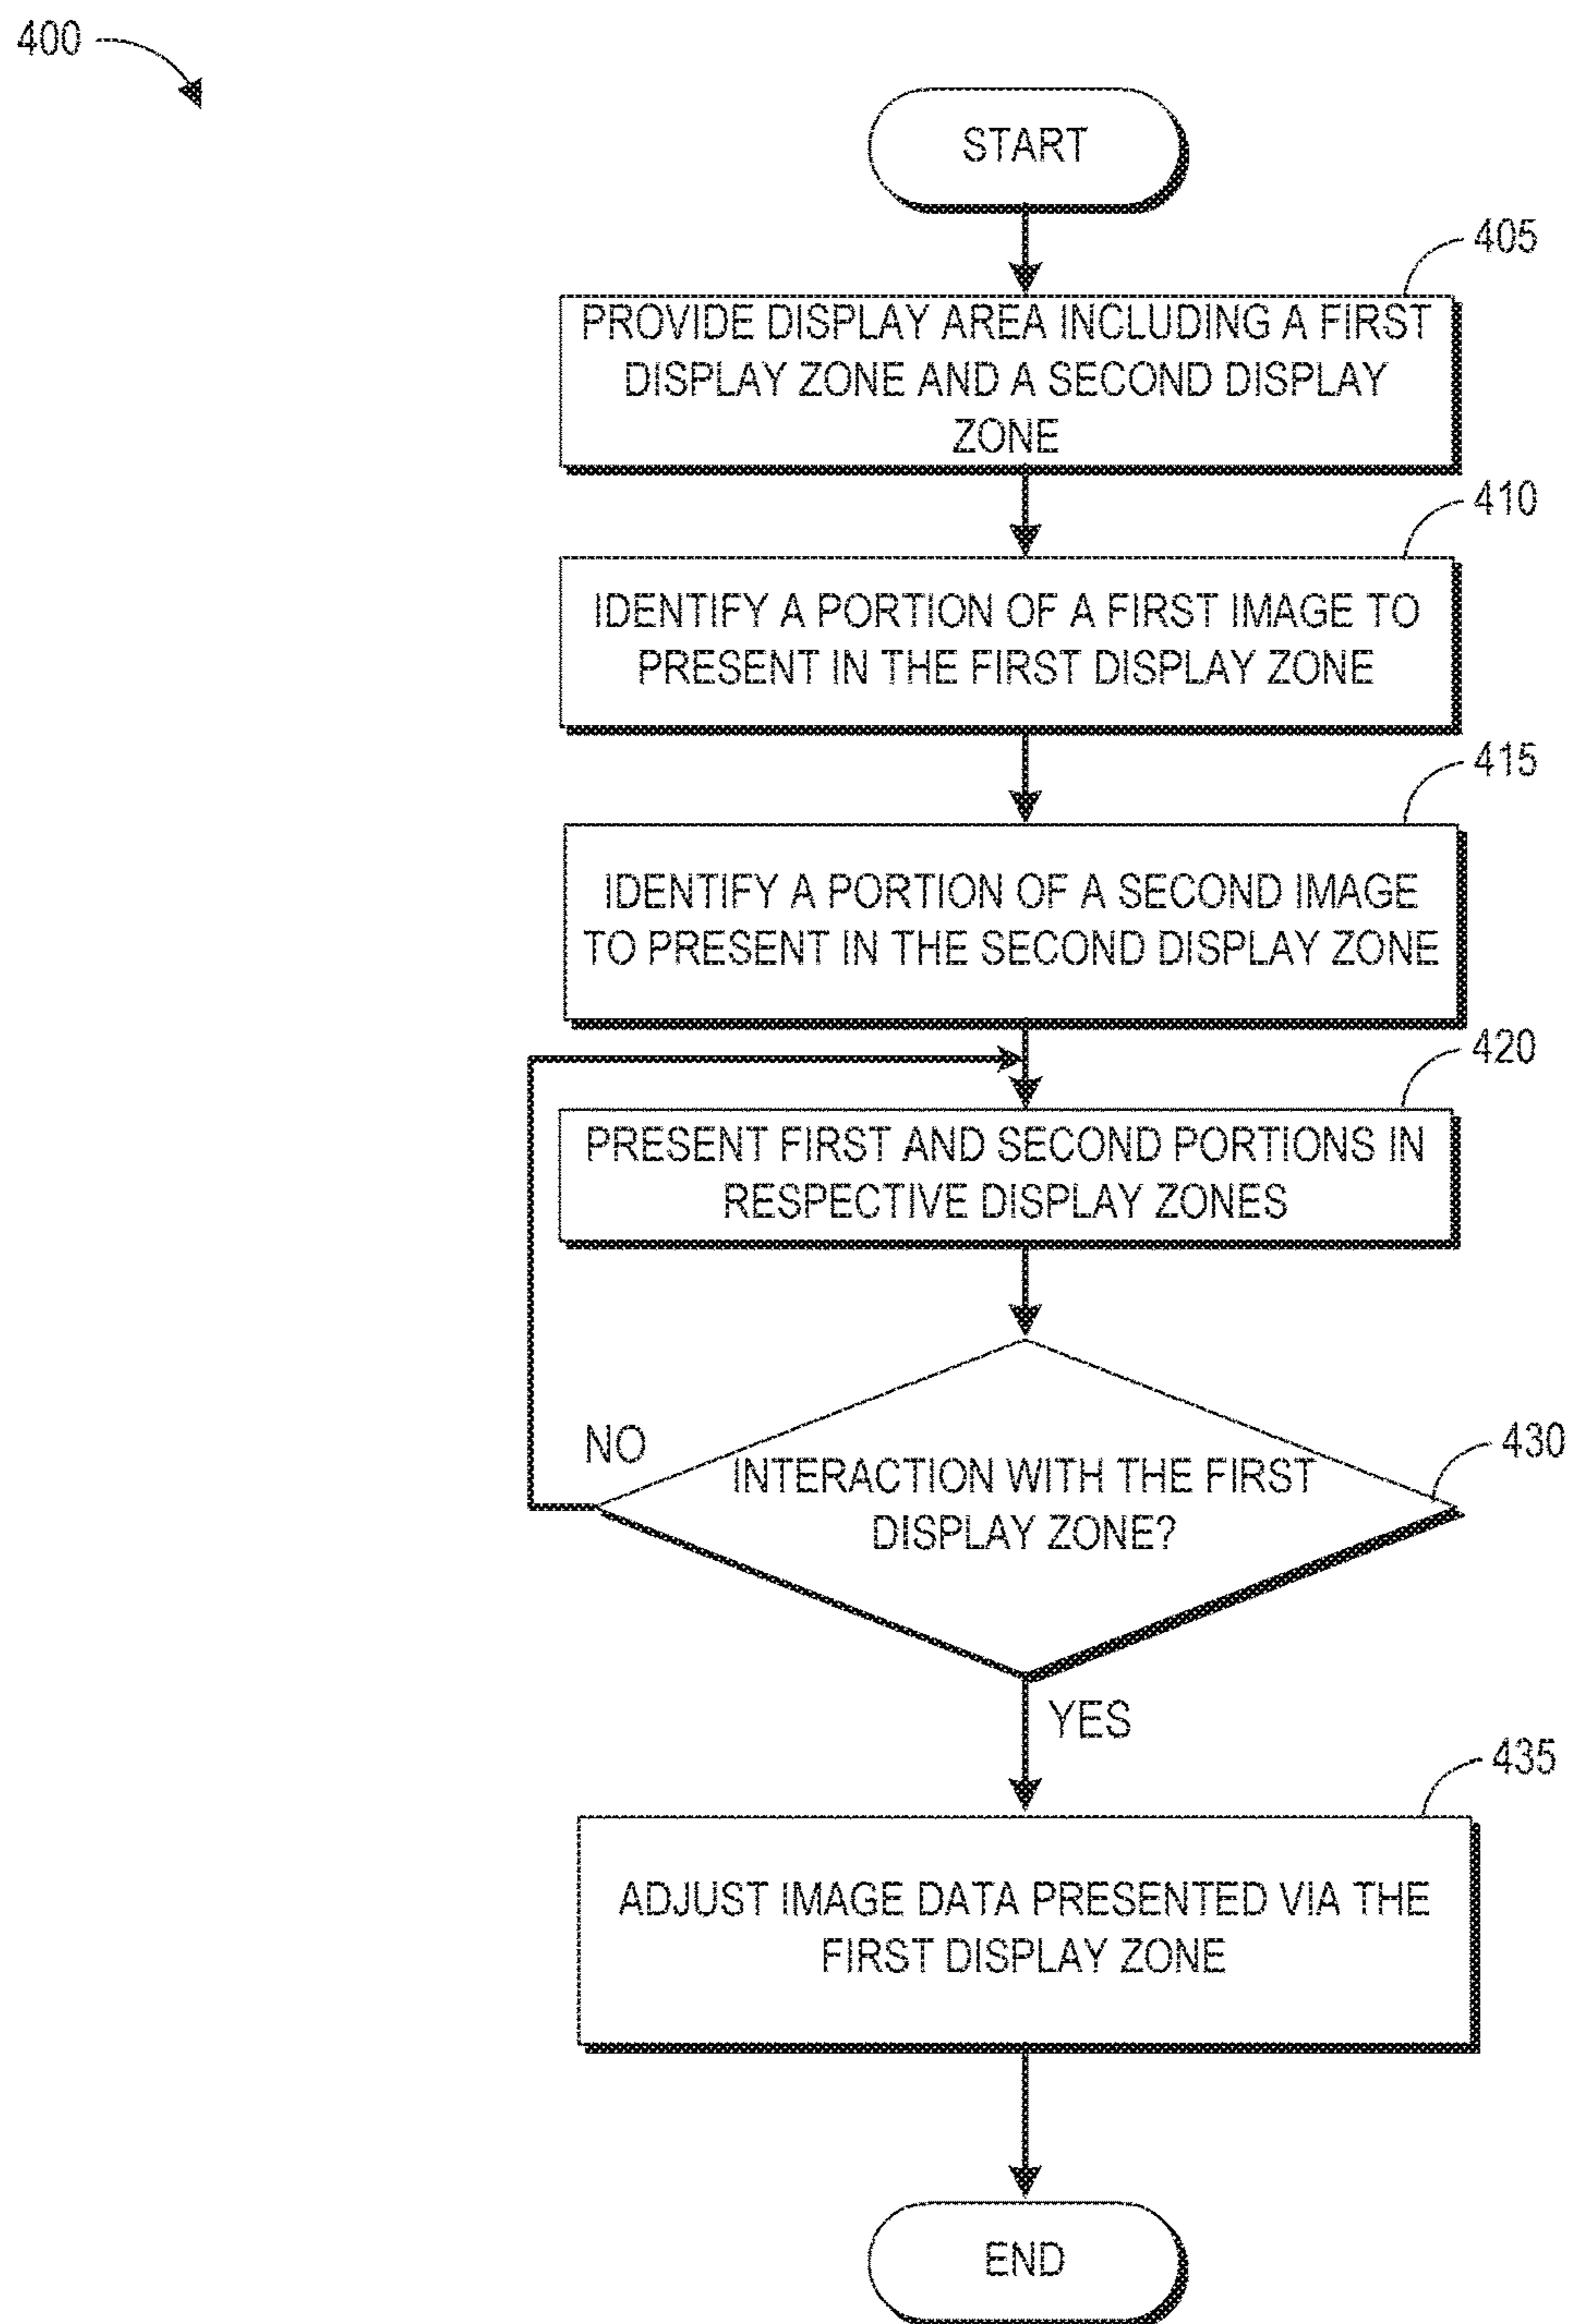 400
START
405
PROVIDE DISPLAY AREA INCLUDING A FIRST
DISPLAY ZONE AND A SECOND DISPLAY
ZONE
410
IDENTIFY A PORTION OF A FIRST IMAGE TO
PRESENT IN THE FIRST DISPLAY ZONE
415
IDENTIFY A PORTION OF A SECOND IMAGE
TO PRESENT IN THE SECOND DISPLAY ZONE
420
PRESENT FIRST AND SECOND PORTIONS IN
RESPECTIVE DISPLAY ZONES
NO
430
INTERACTION WITH THE FIRST
DISPLAY ZONE?
YES
435
ADJUST IMAGE DATA PRESENTED VIA THE
FIRST DISPLAY ZONE
END